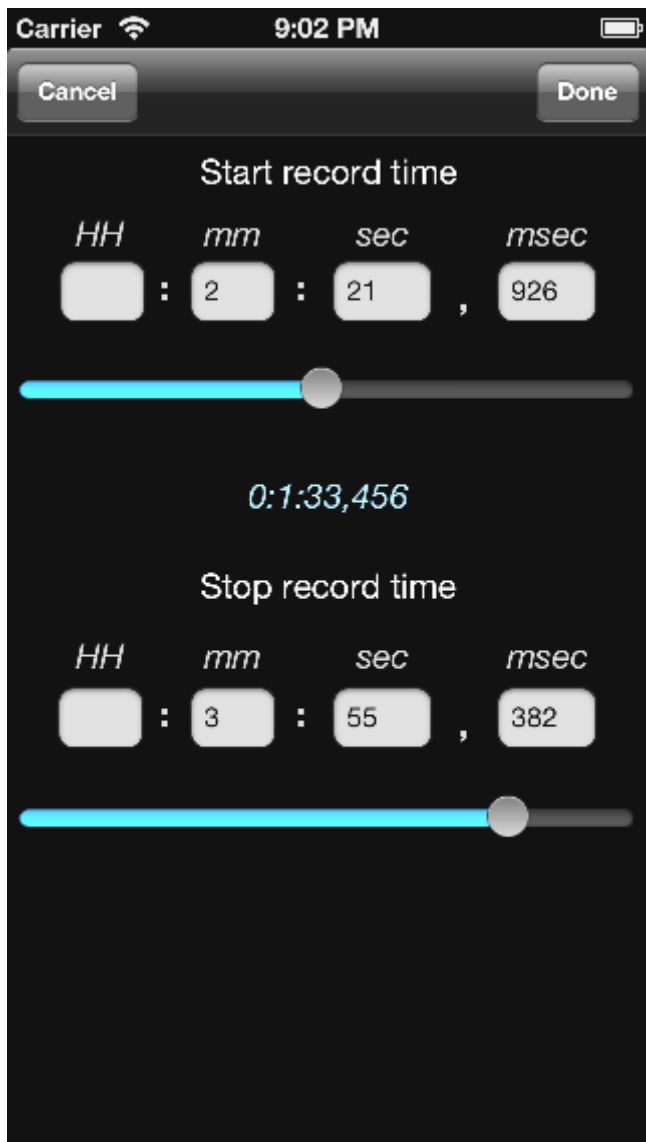 Carrier 9:02 PM
Cancel Done
Start record time
HH mm sec msec
: 2 : 21 , 926
0:1:33,456
Stop record time
HH mm sec msec
: 3 : 55 , 382